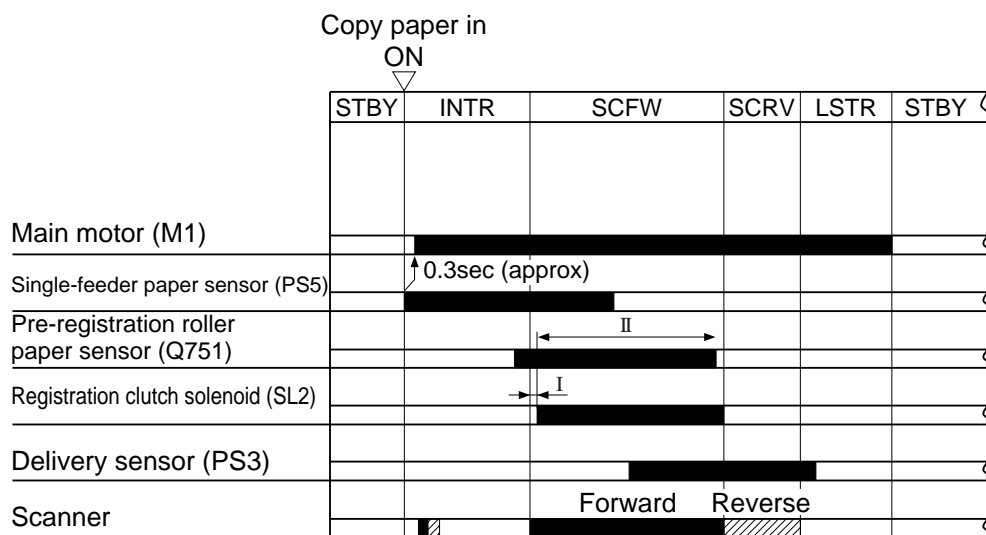 Copy paper in
ON
STBY INTR SCFW SCRV LSTR STBY
Main motor (M1)
0.3sec (approx)
Single-feeder paper sensor (PS5)
Pre-registration roller
paper sensor (Q751)
II
Registration clutch solenoid (SL2)
I
Delivery sensor (PS3)
Forward Reverse
Scanner